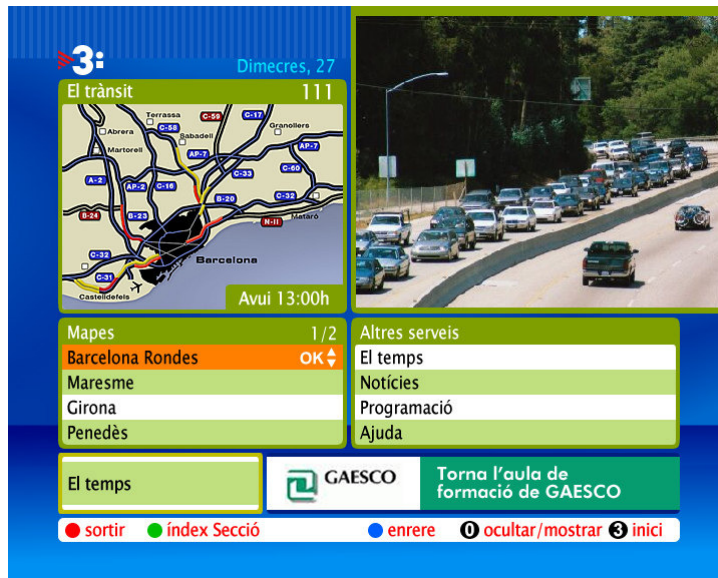 3:
Dimecres, 27
El trànsit 111
Terrassa
C-59
C-17
C-58
Granollers
Abrera
Sabadell
Martorell
AP-7
AP-7
C-33
C-60
A-2
AP-2
C-16
B-20
C-32
B-24
B-23
N-II
Mataró
C-32
Barcelona
C-31
Castelldefels
Avui 13:00h
Mapes 1/2
Barcelona Rondes OK
Maresme
Girona
Penedès
Altres serveis
El temps
Notícies
Programació
Ajuda
El temps
GAESCO
Torna l'aula de
formació de GAESCO
sortir índex Secció enrere 0 ocultar/mostrar 3 inici